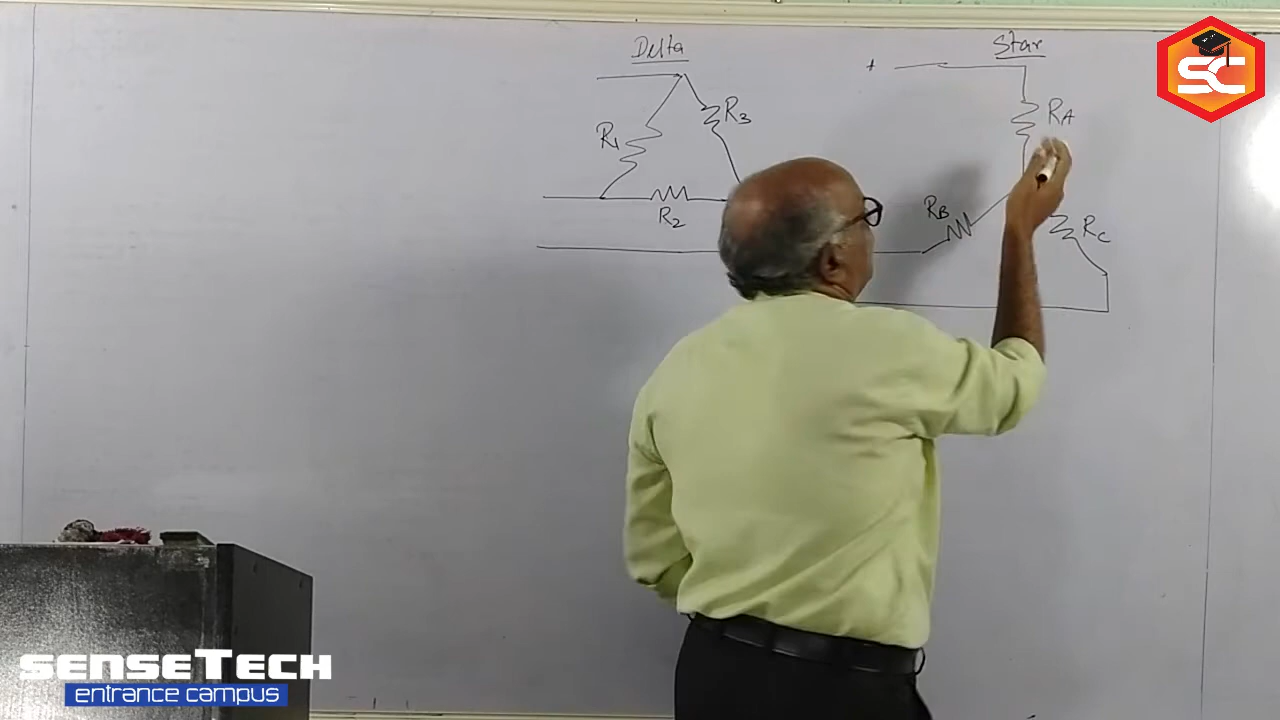 Delta
Star
+
R1
R3
R2
RA
RB
RC
SC
SENSETECH
entrance campus